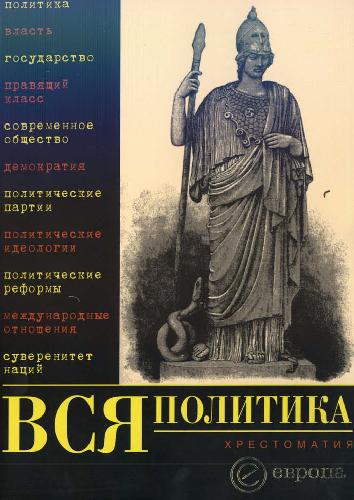 политика
власть
государство
правящий
класс
современное
общество
демократия
политические
партии
политические
идеологии
политические
реформы
международные
отношения
суверенитет
наций
ВСЯ ПОЛИТИКА
ХРЕСТОМАТИЯ
европа